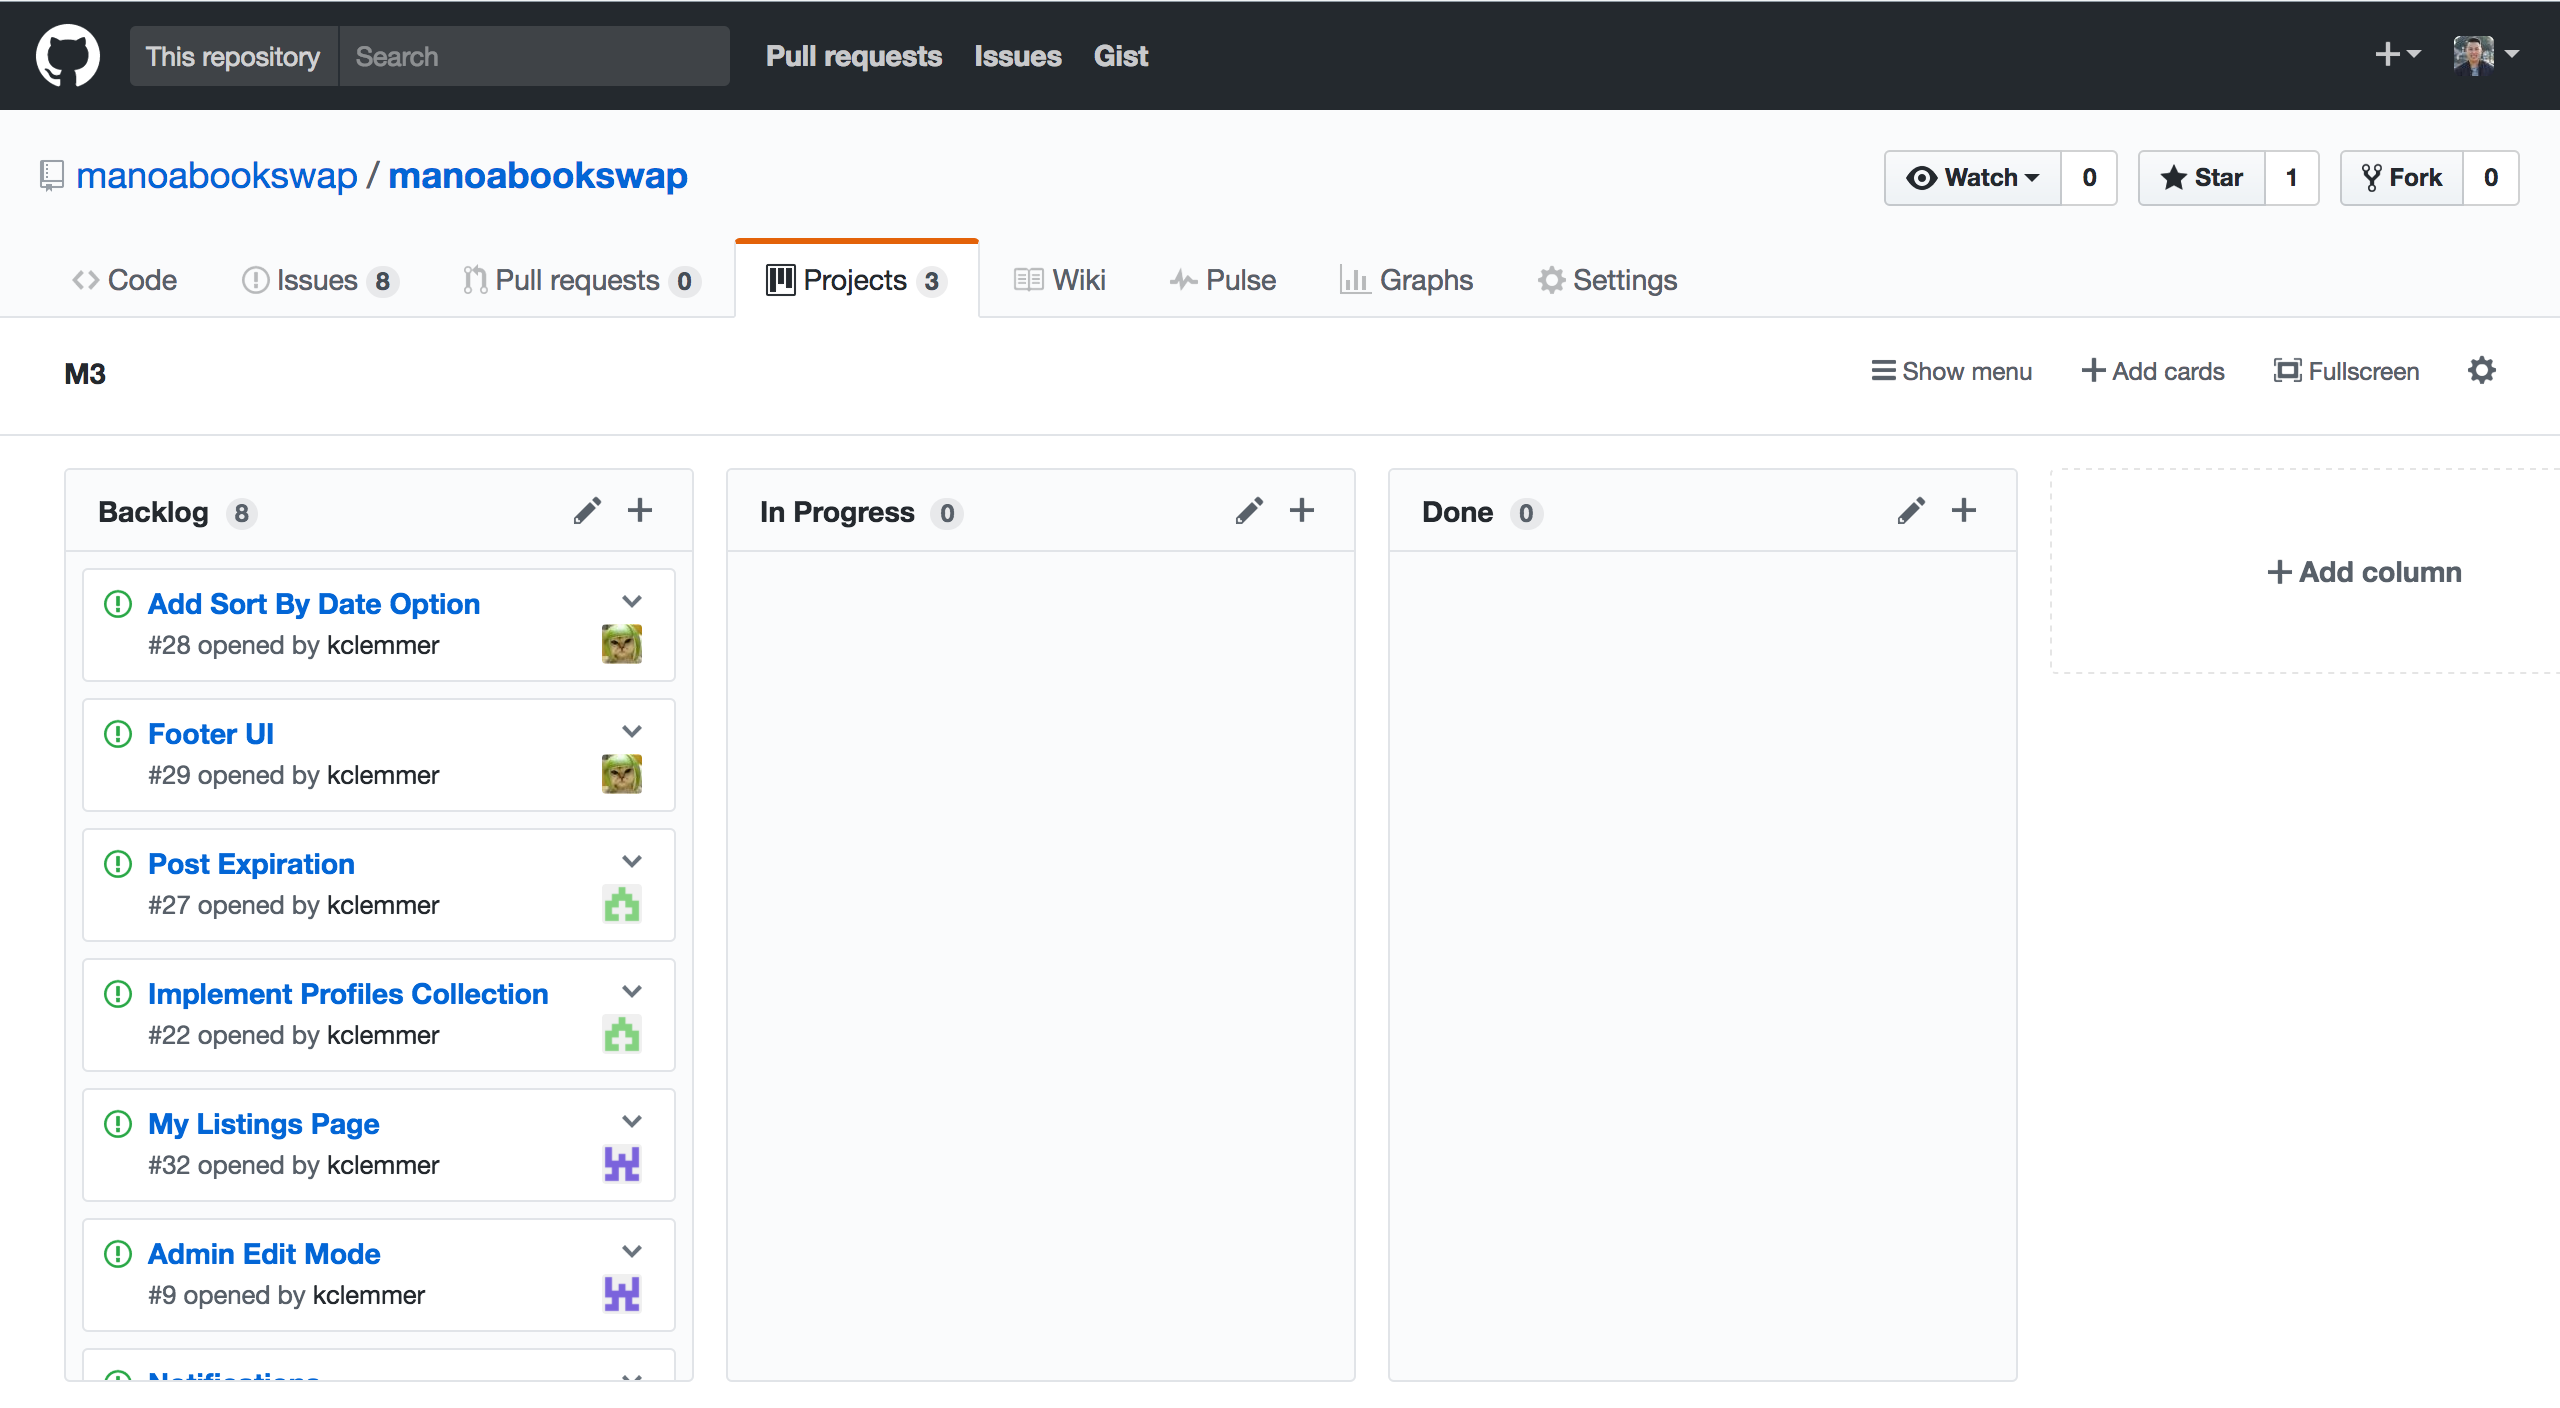 This repository Search Pull requests Issues Gist
manoabookswap / manoabookswap Watch 0 Star 1 Fork 0
Code Issues 8 Pull requests 0 Projects 3 Wiki Pulse Graphs Settings
M3 Show menu Add cards Fullscreen
Backlog 8
Add Sort By Date Option
#28 opened by kclemmer
Footer UI
#29 opened by kclemmer
Post Expiration
#27 opened by kclemmer
Implement Profiles Collection
#22 opened by kclemmer
My Listings Page
#32 opened by kclemmer
Admin Edit Mode
#9 opened by kclemmer
Notifications
In Progress 0
Done 0
Add column